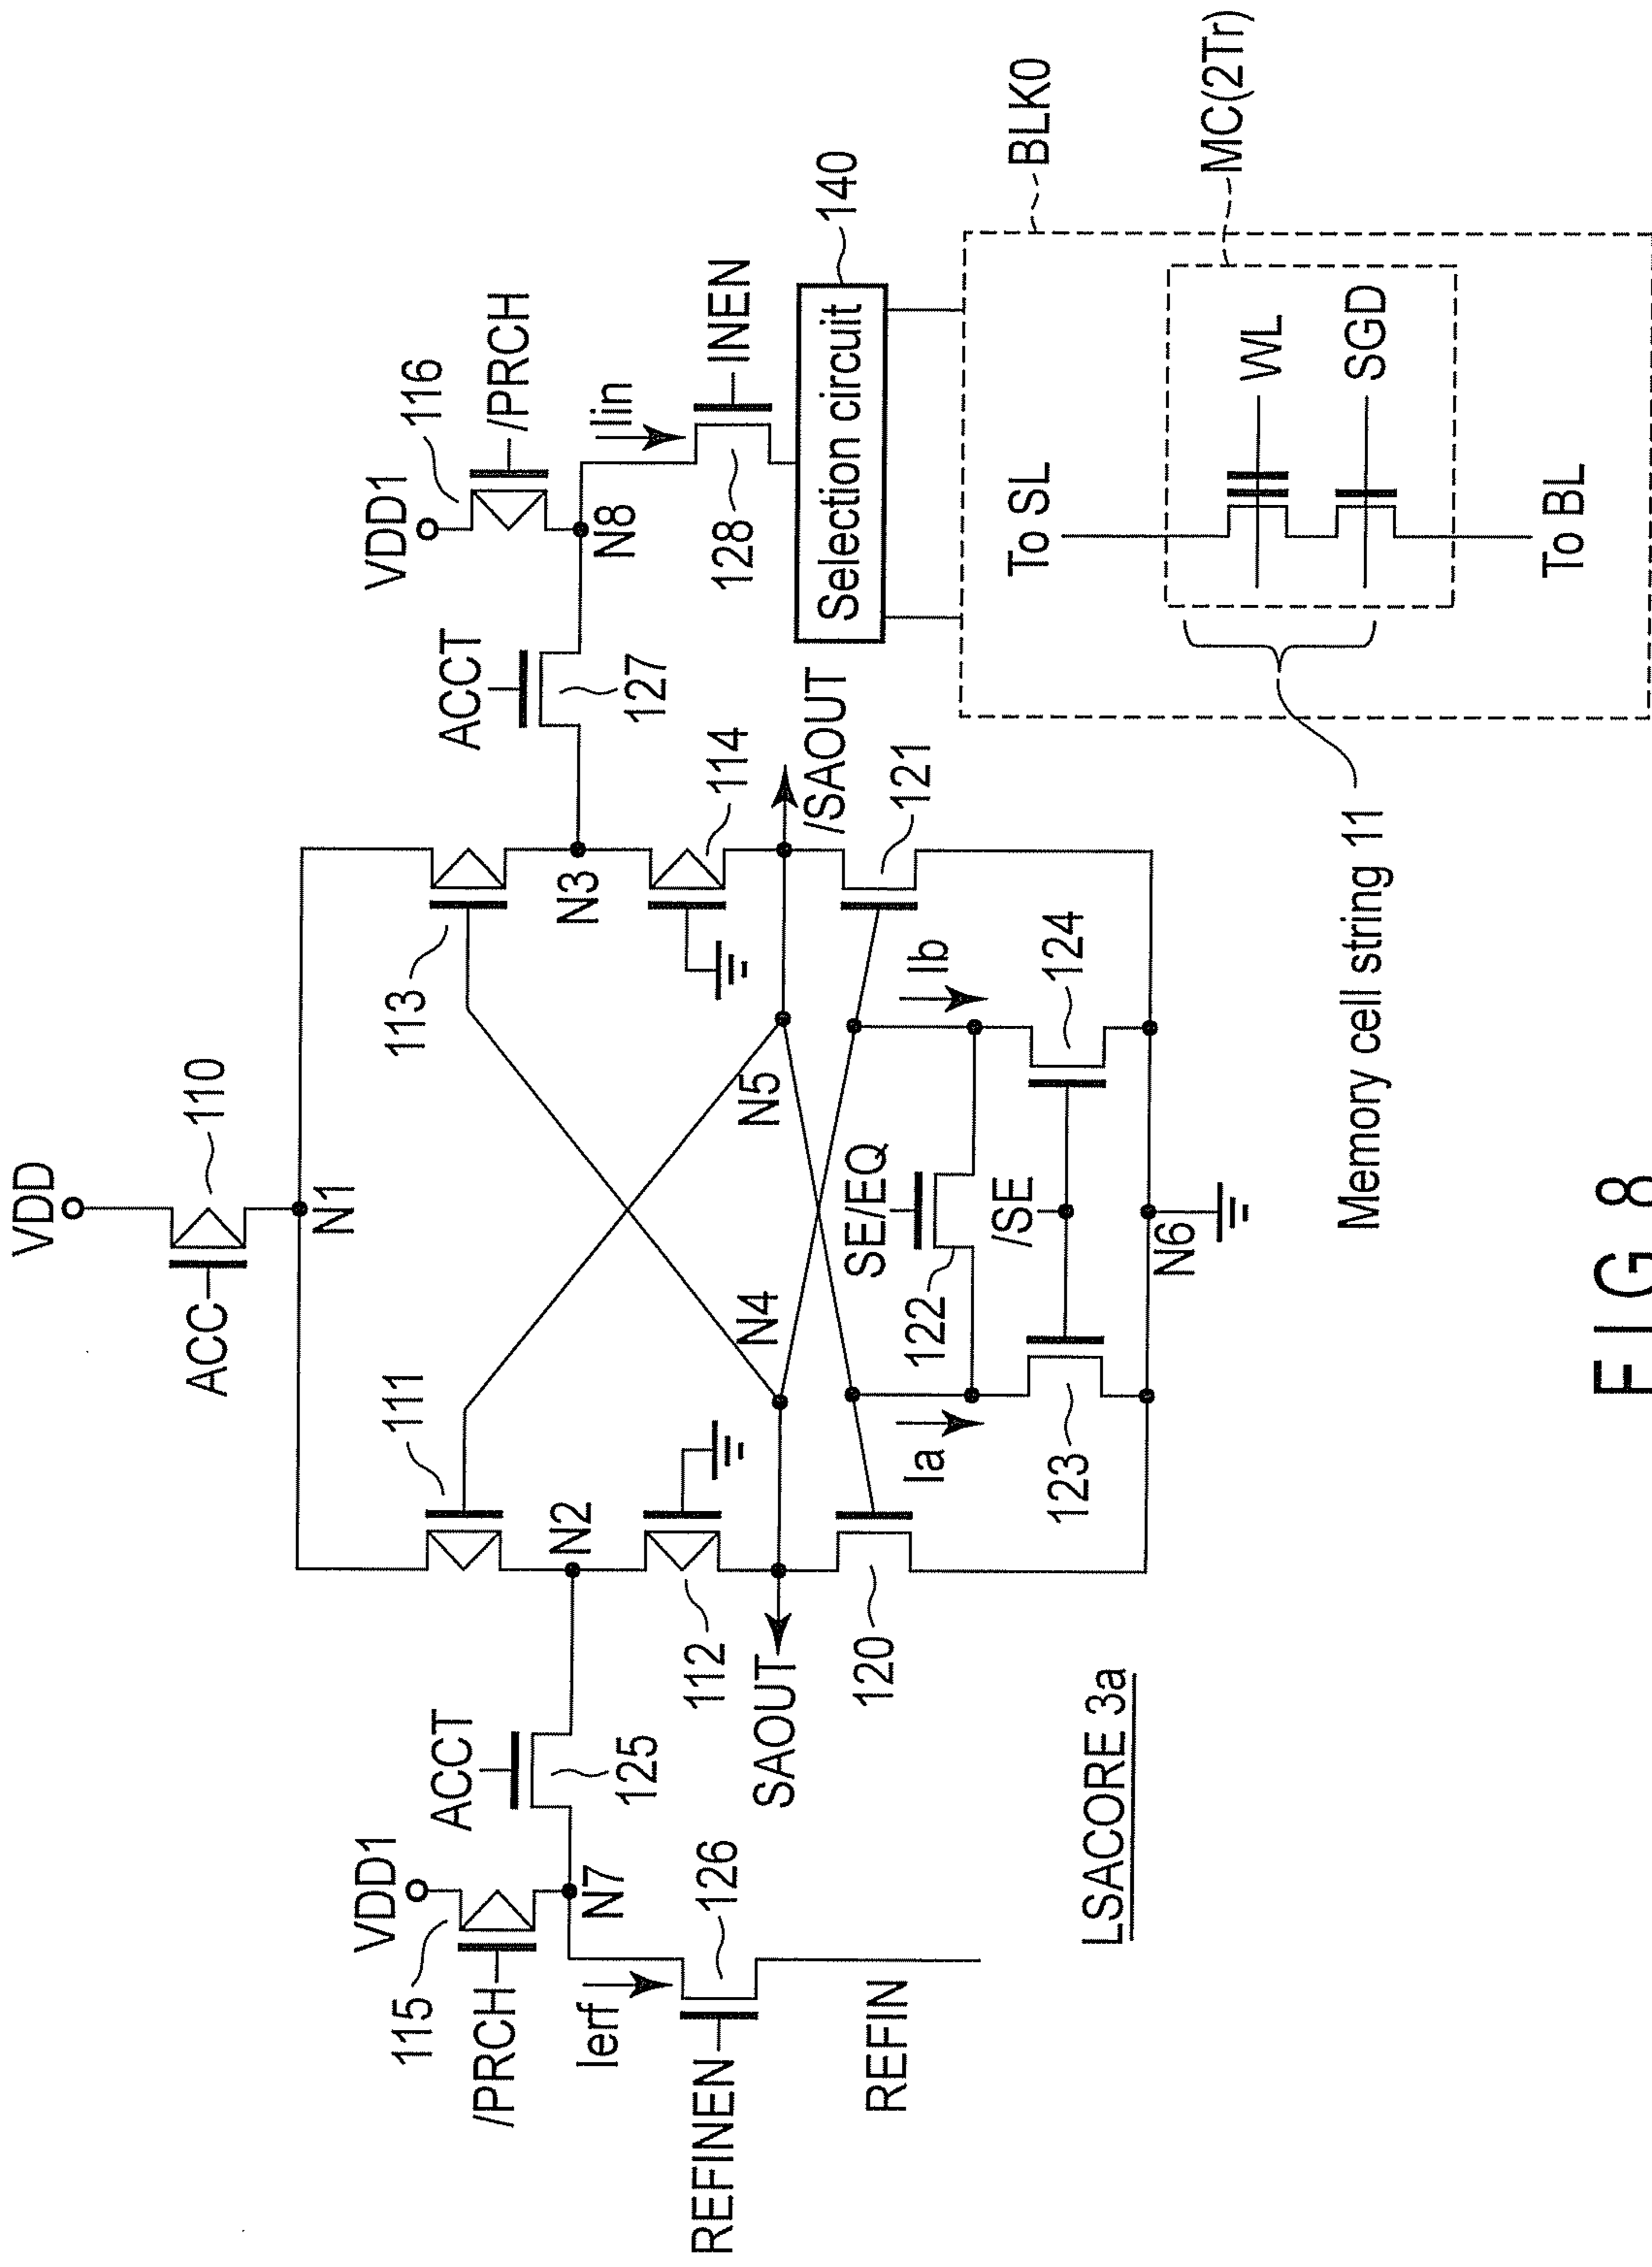 VDD
ACC
110
N1
111
113
VDD1
115
/PRCH
N7
ACCT
125
N2
N3
ACCT
127
VDD1
116
/PRCH
N8
Ierf
REFINEN
126
REFIN
112
114
Iin
128
INEN
SAOUT
N4
N5
/SAOUT
Selection circuit
140
120
121
Ia
SE/EQ
122
Ib
/SE
123
124
N6
LSACORE 3a
BLK0
MC(2Tr)
To SL
WL
SGD
To BL
Memory cell string 11
FIG 8